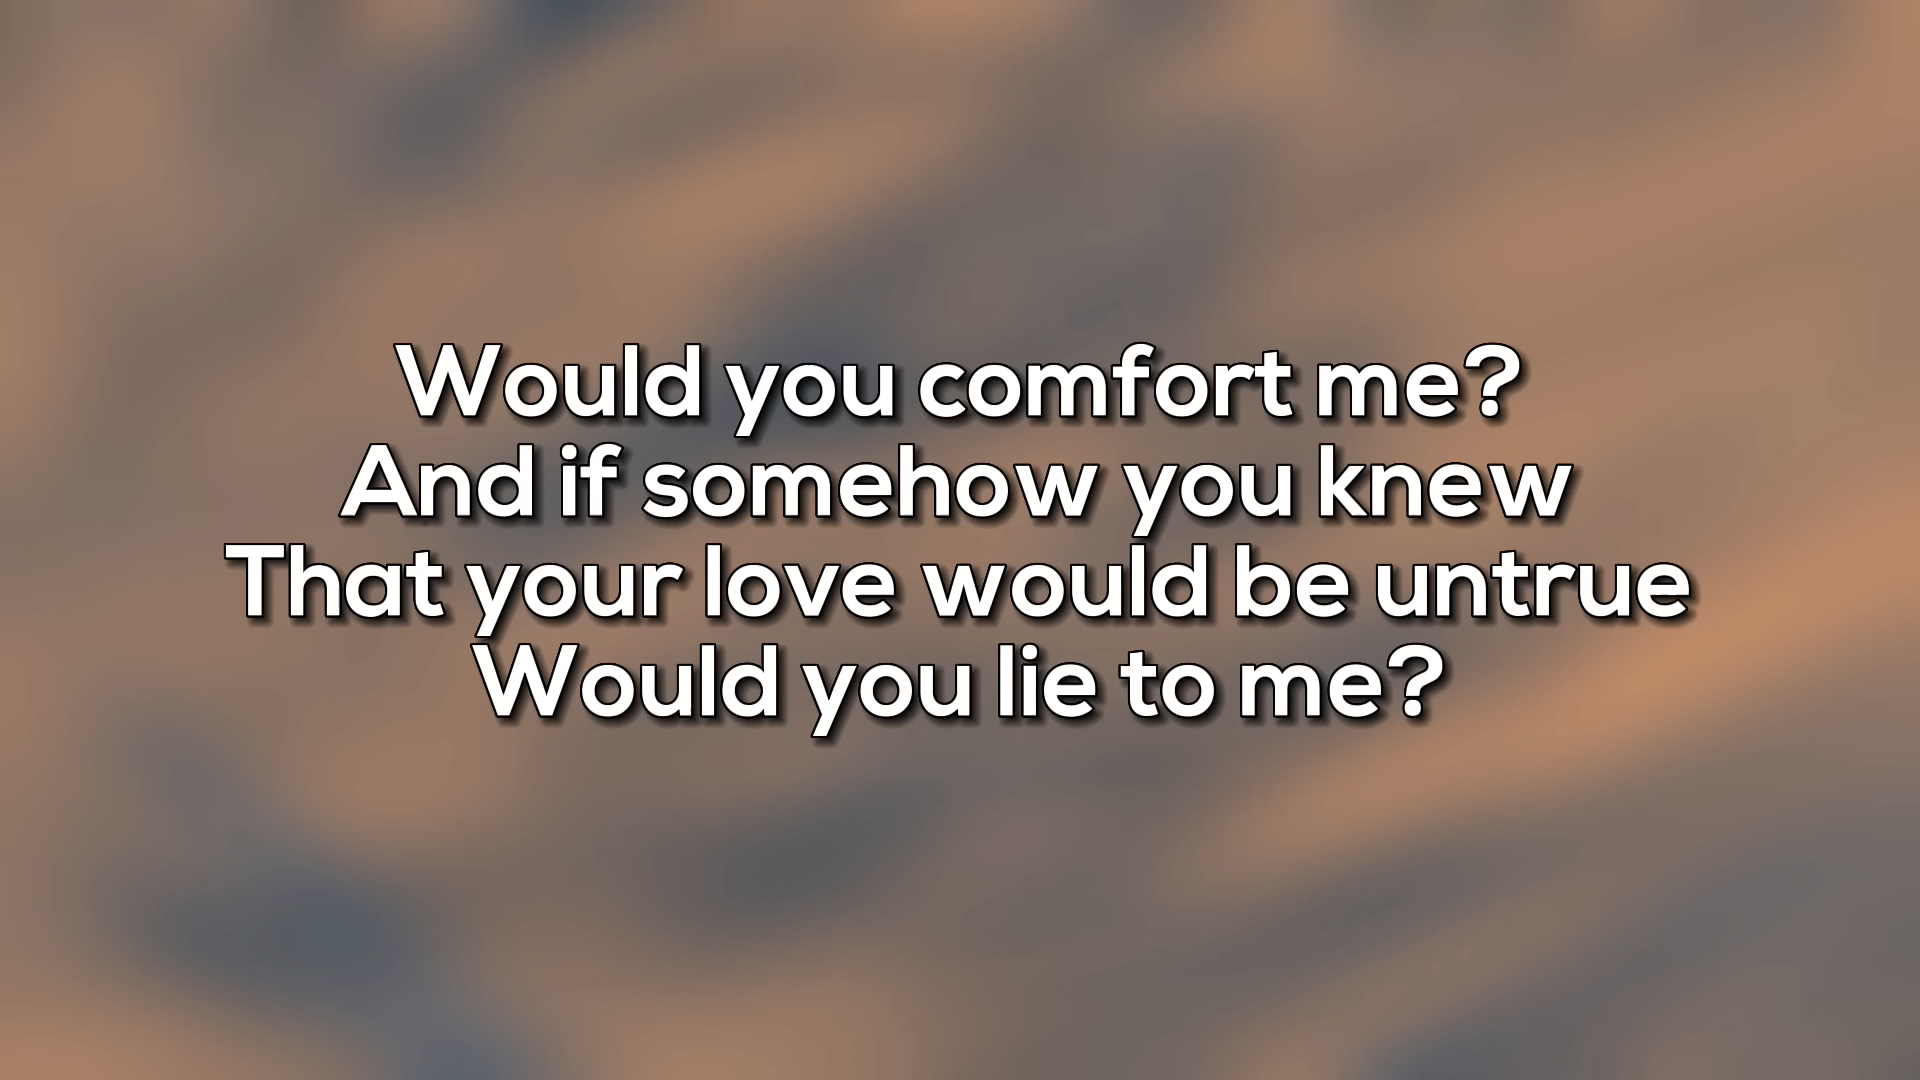 Would you comfort me?
And if somehow you knew
That your love would be untrue
Would you lie to me?